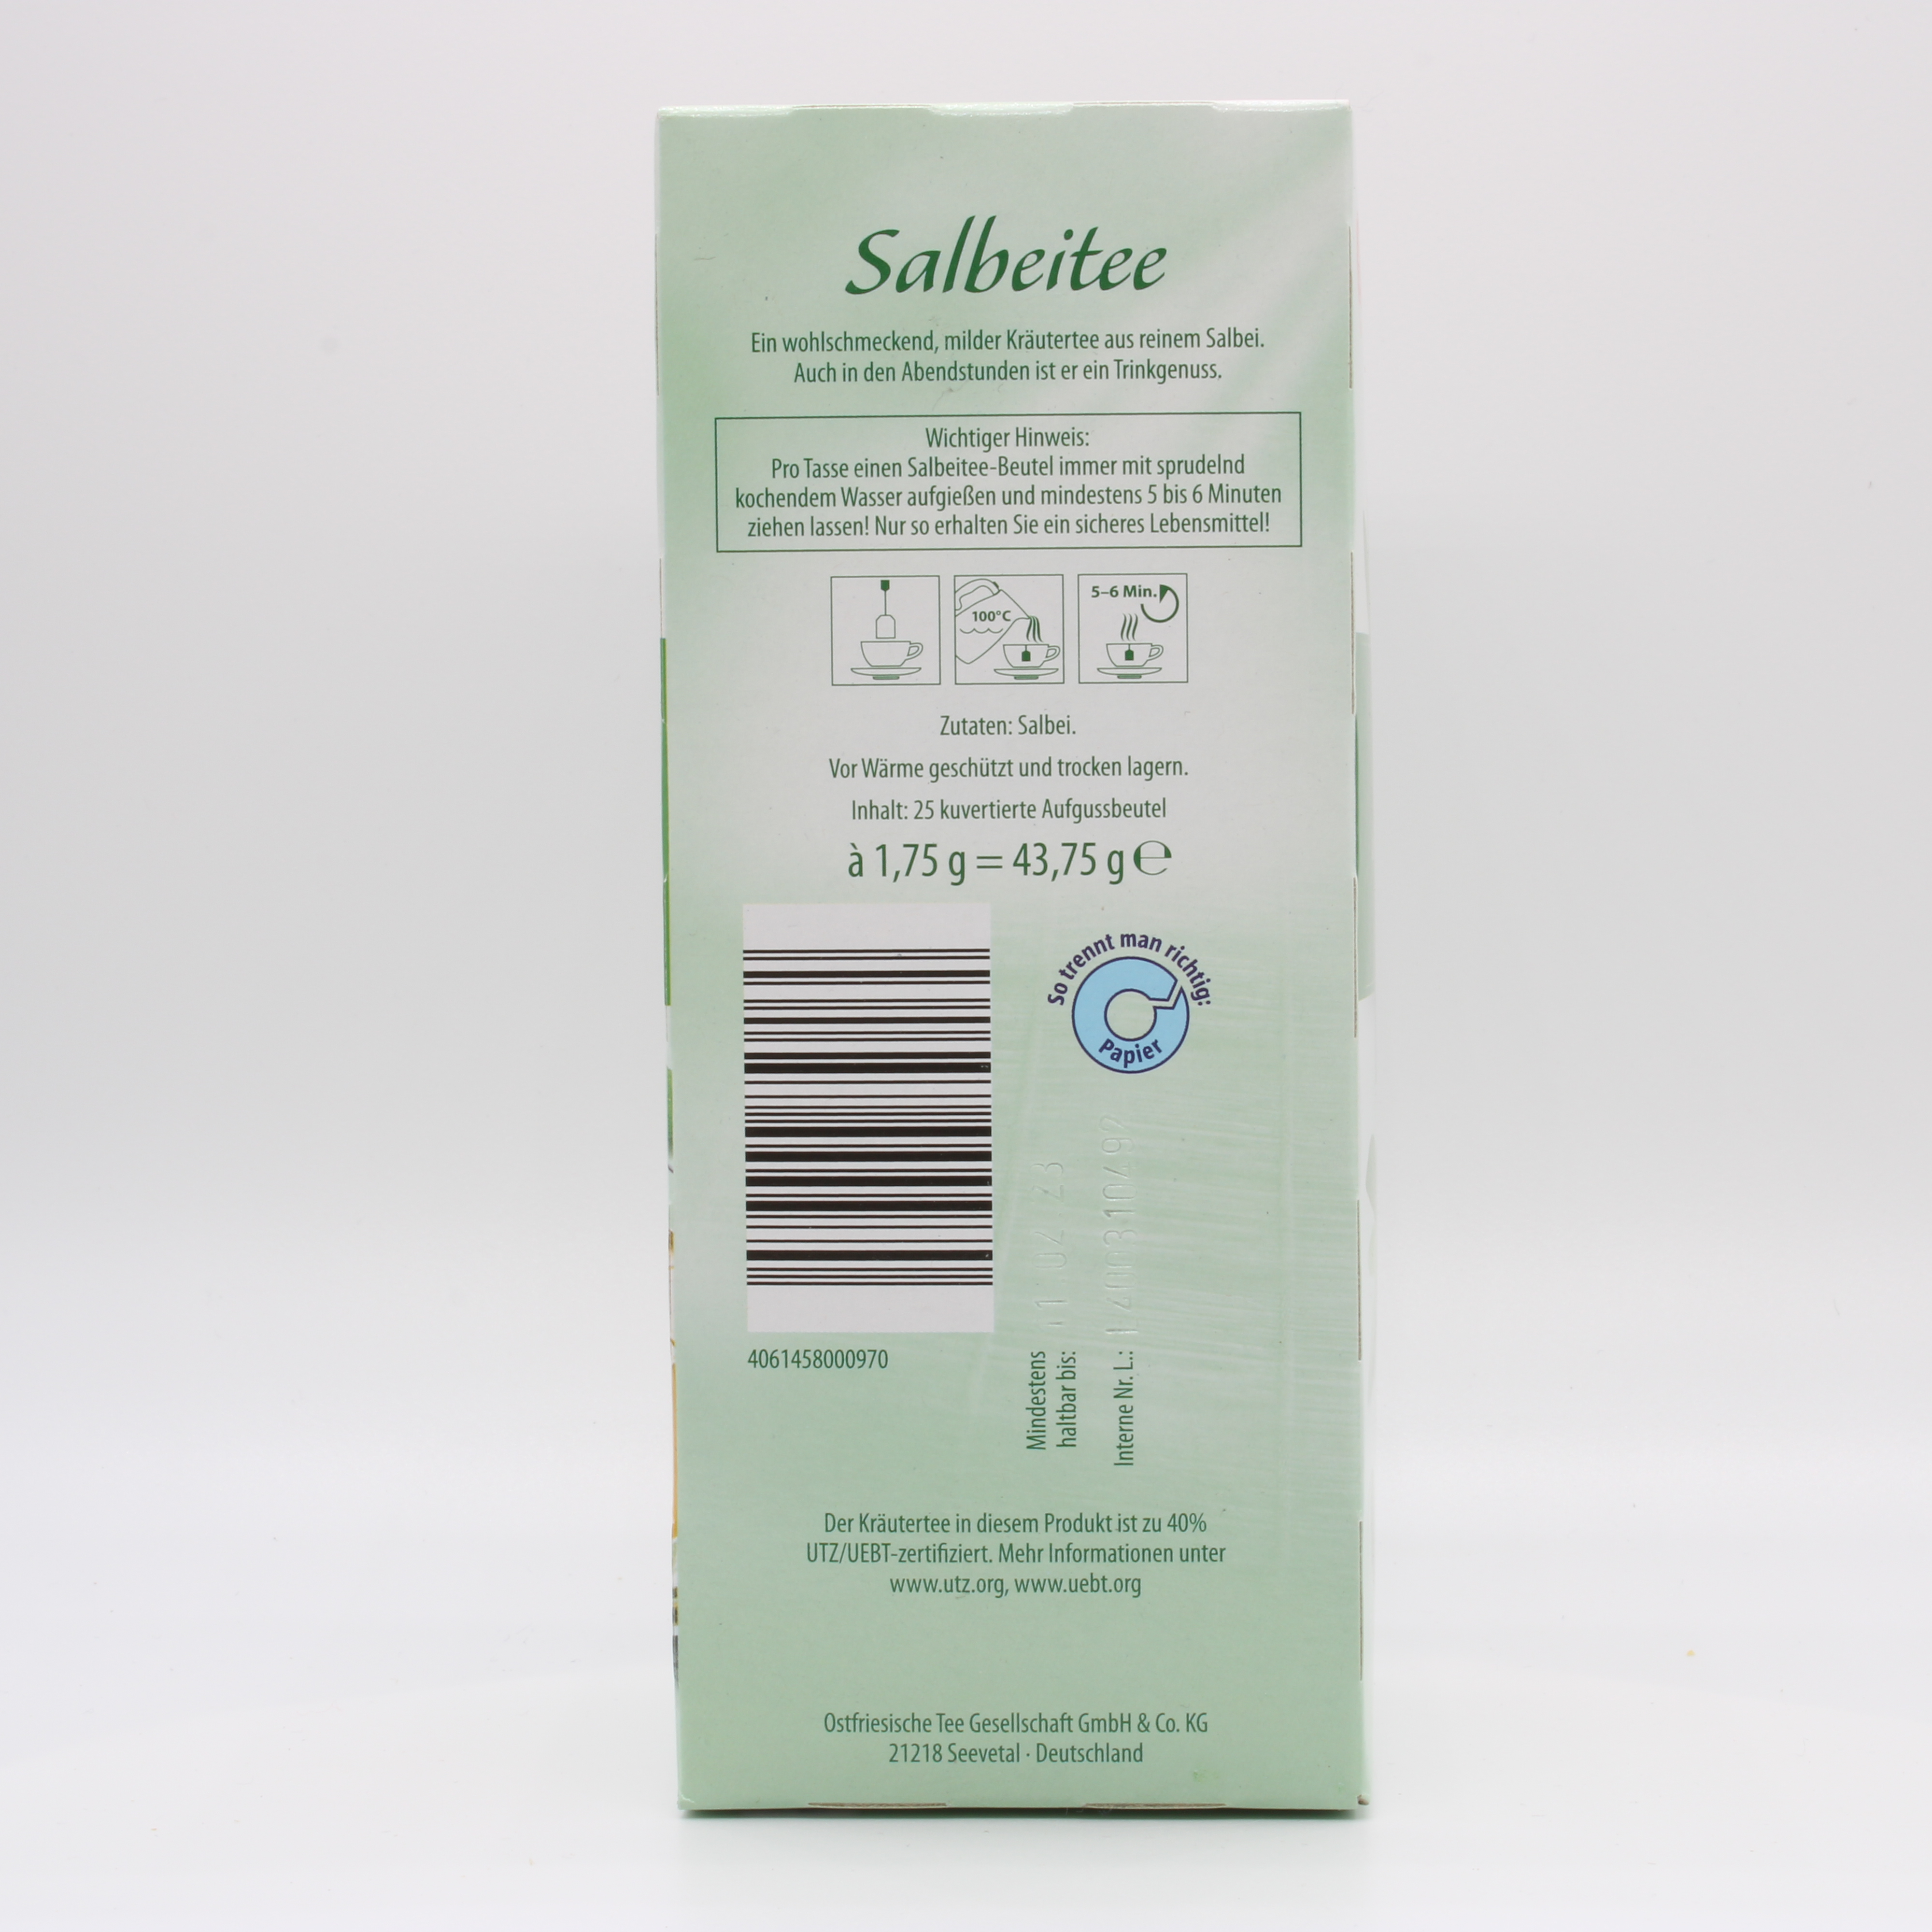 Salbeitee
Ein wohlschmeckend, milder Kräutertee aus reinem Salbei.
Auch in den Abendstunden ist er ein Trinkgenuss.
Wichtiger Hinweis:
Pro Tasse einen Salbeitee-Beutel immer mit sprudelnd
kochendem Wasser aufgießen und mindestens 5 bis 6 Minuten
ziehen lassen! Nur so erhalten Sie ein sicheres Lebensmittel!
100°C
5–6 Min.
Zutaten: Salbei.
Vor Wärme geschützt und trocken lagern.
Inhalt: 25 kuvertierte Aufgussbeutel
à 1,75 g = 43,75 g ℮
So trennt man richtig:
Papier
4061458000970
Mindestens
haltbar bis:
Interne Nr. L.:
Der Kräutertee in diesem Produkt ist zu 40%
UTZ/UEBT-zertifiziert. Mehr Informationen unter
www.utz.org, www.uebt.org
Ostfriesische Tee Gesellschaft GmbH & Co. KG
21218 Seevetal · Deutschland